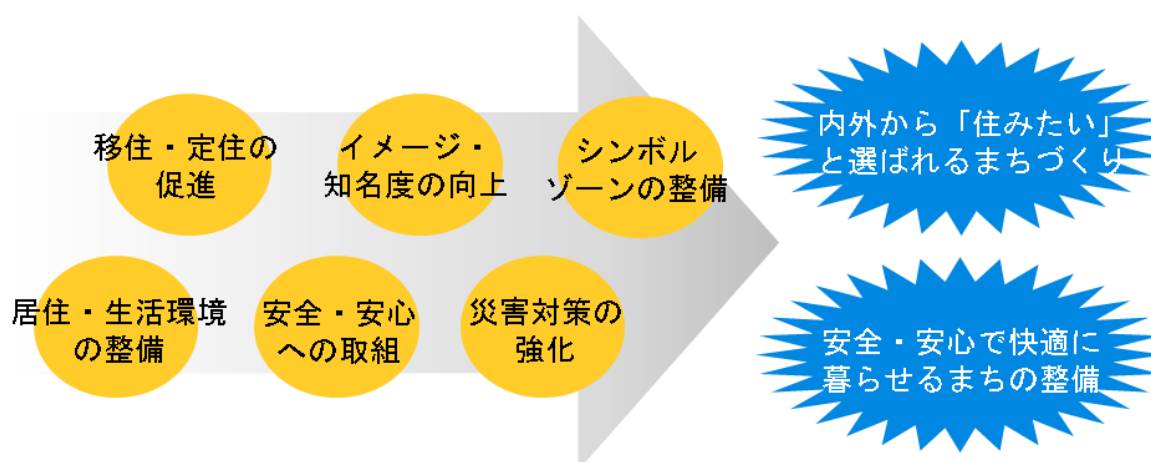 移住・定住の
促進
イメージ・
知名度の向上
シンボル
ゾーンの整備
居住・生活環境
の整備
安全・安心
への取組
災害対策の
強化
内外から「住みたい」
と選ばれるまちづくり
安全・安心で快適に
暮らせるまちの整備